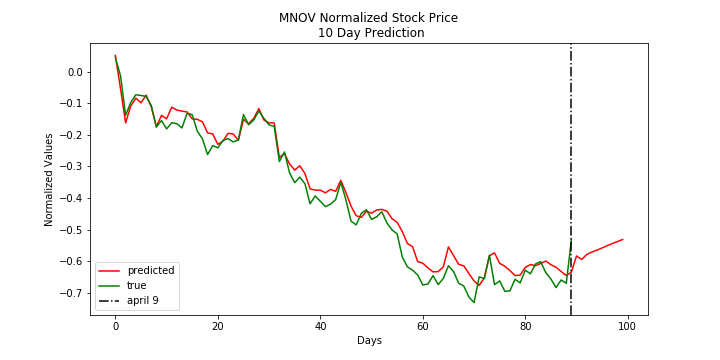 MNOV Normalized Stock Price
10 Day Prediction
Normalized Values
0.0
−0.1
−0.2
−0.3
−0.4
−0.5
−0.6
−0.7
predicted
true
april 9
0 20 40 60 80 100
Days